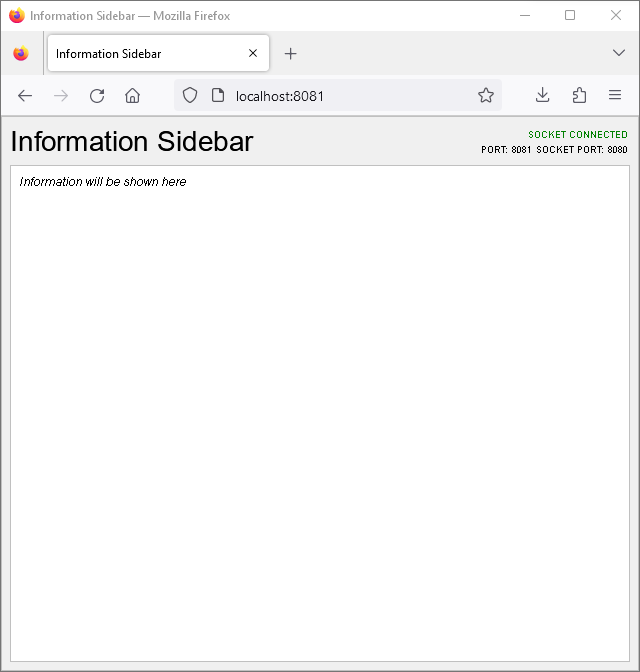 Information Sidebar — Mozilla Firefox
Information Sidebar
localhost:8081
Information Sidebar
SOCKET CONNECTED
PORT: 8081 SOCKET PORT: 8080
Information will be shown here